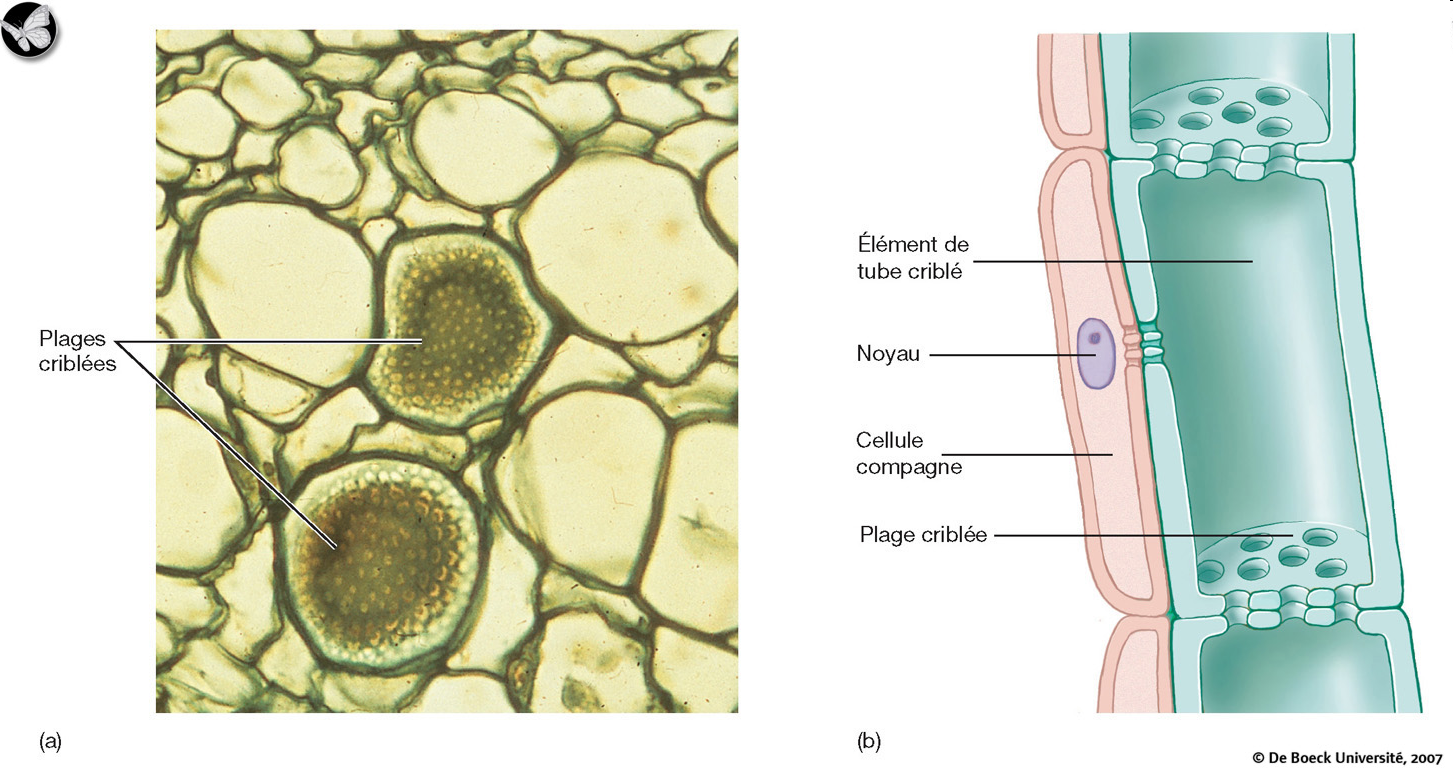 Plages
criblées
(a)
Élément de
tube criblé
Noyau
Cellule
compagne
Plage criblée
(b)
© De Boeck Université, 2007